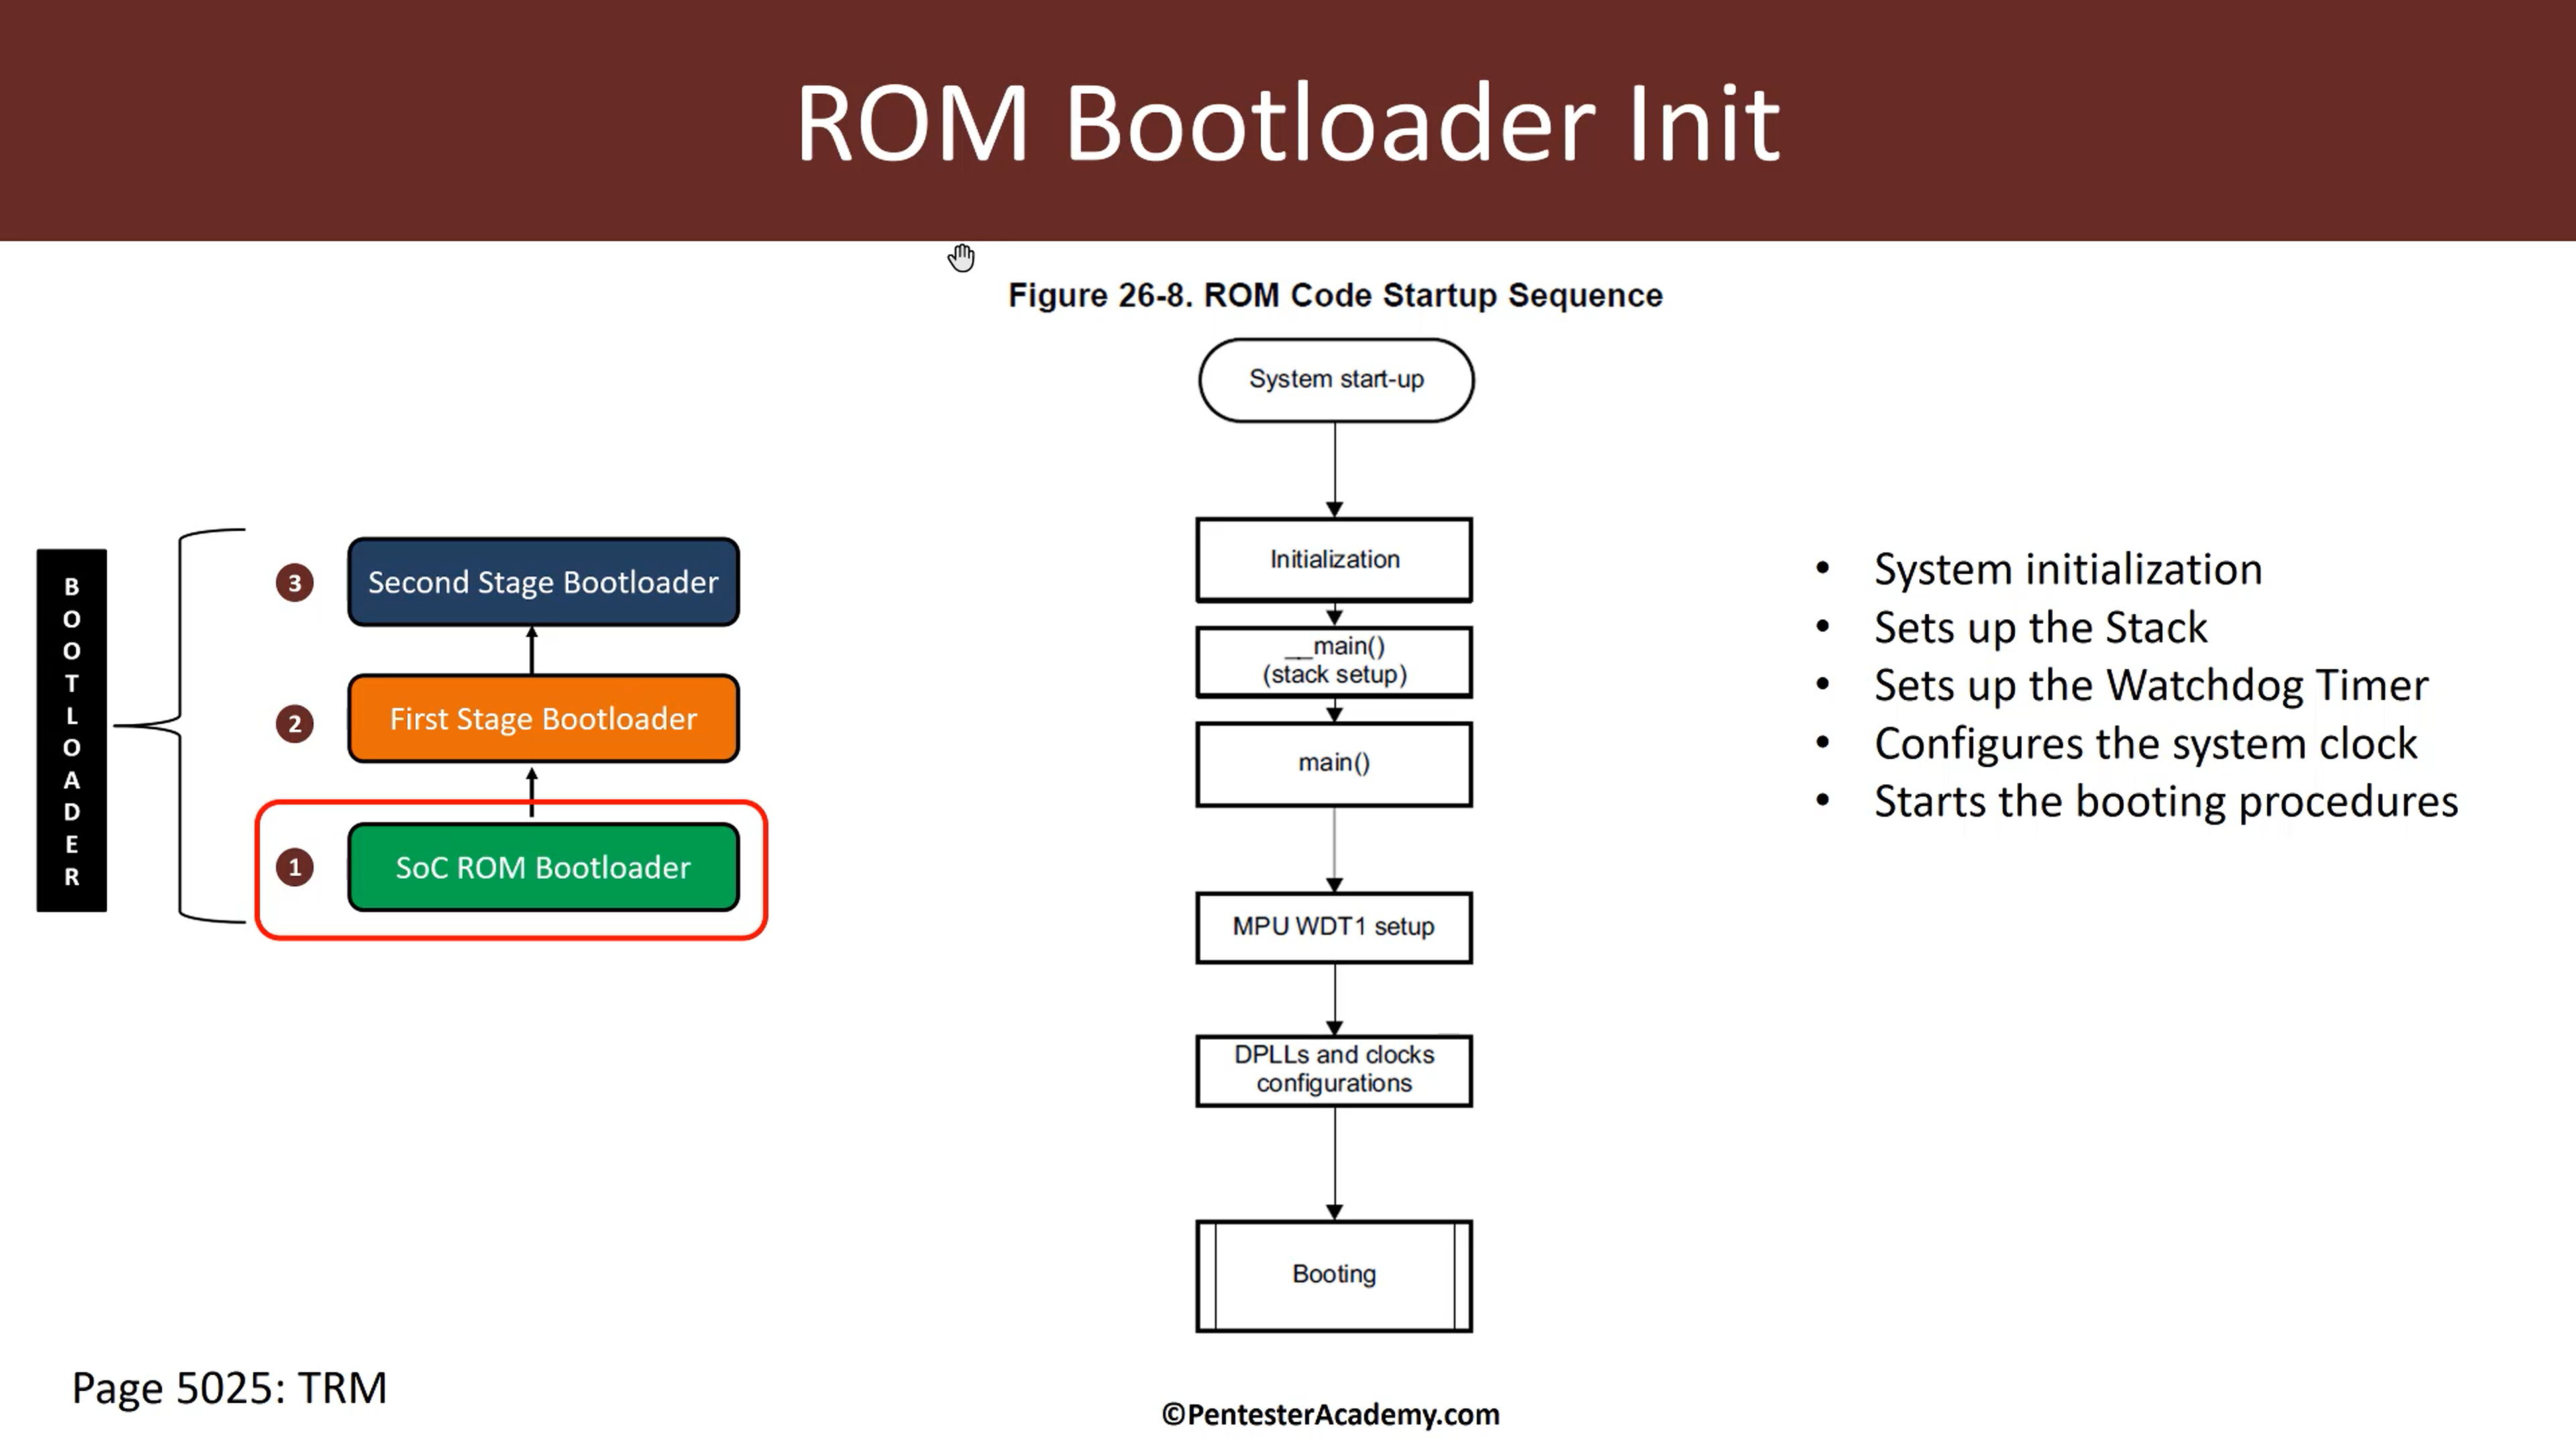 ROM Bootloader Init
Figure 26-8. ROM Code Startup Sequence
BOOTLOADER
3 Second Stage Bootloader
2 First Stage Bootloader
1 SoC ROM Bootloader
System start-up
Initialization
__main()
(stack setup)
main()
MPU WDT1 setup
DPLLs and clocks
configurations
Booting
• System initialization
• Sets up the Stack
• Sets up the Watchdog Timer
• Configures the system clock
• Starts the booting procedures
Page 5025: TRM
©PentesterAcademy.com